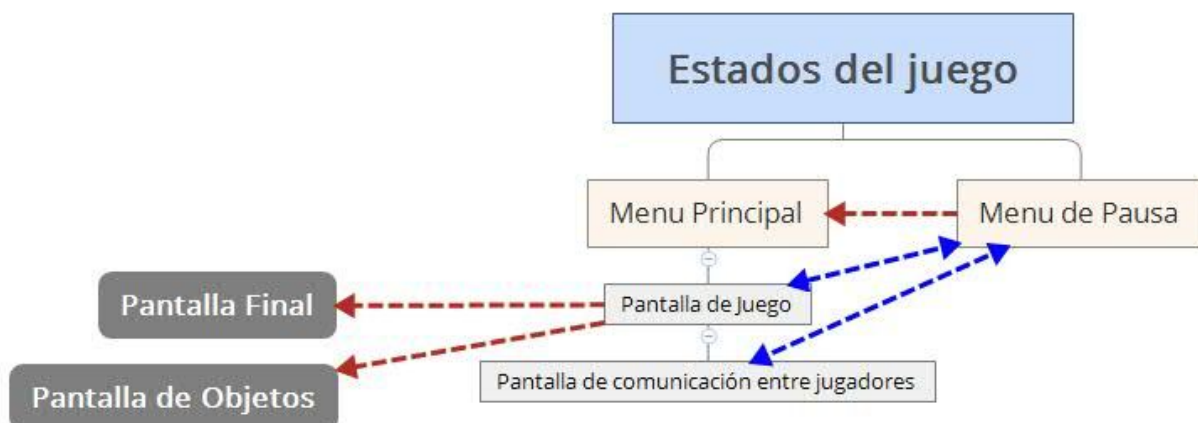 Estados del juego
Menu Principal
Menu de Pausa
Pantalla Final
Pantalla de Juego
Pantalla de Objetos
Pantalla de comunicación entre jugadores